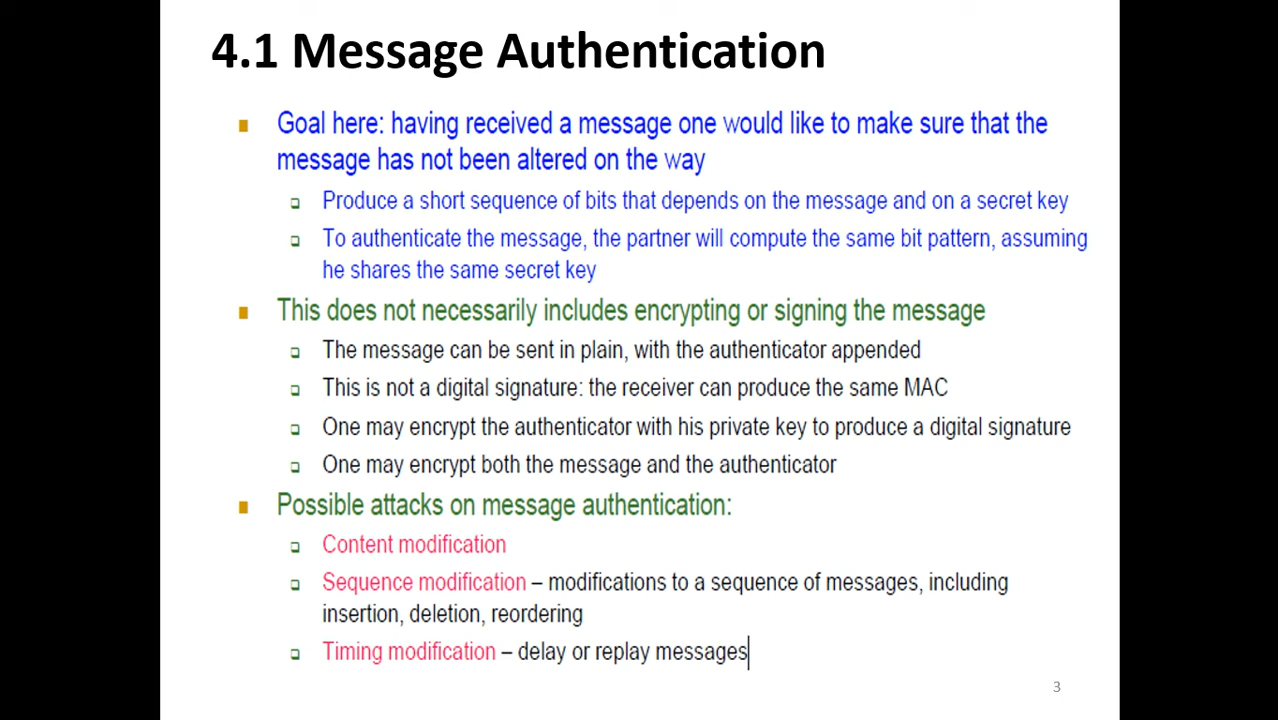 4.1 Message Authentication
Goal here: having received a message one would like to make sure that the
message has not been altered on the way
Produce a short sequence of bits that depends on the message and on a secret key
To authenticate the message, the partner will compute the same bit pattern, assuming
he shares the same secret key
This does not necessarily includes encrypting or signing the message
The message can be sent in plain, with the authenticator appended
This is not a digital signature: the receiver can produce the same MAC
One may encrypt the authenticator with his private key to produce a digital signature
One may encrypt both the message and the authenticator
Possible attacks on message authentication:
Content modification
Sequence modification – modifications to a sequence of messages, including
insertion, deletion, reordering
Timing modification – delay or replay messages
3